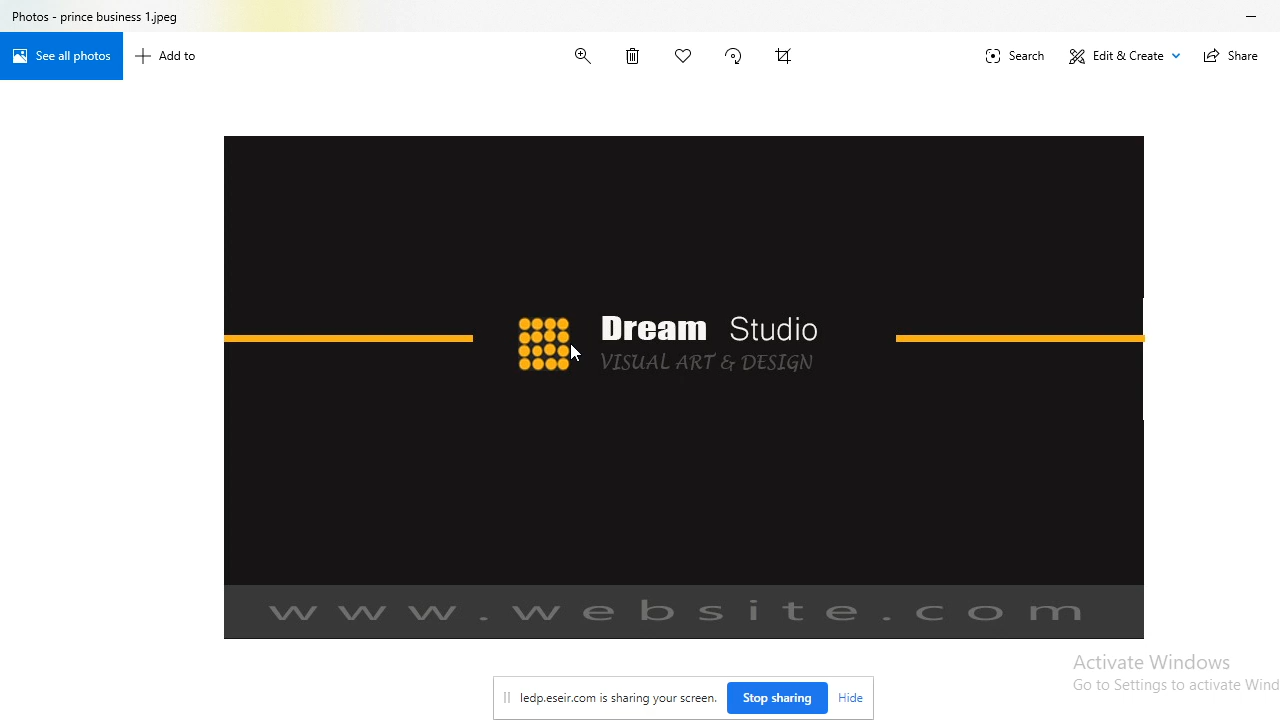 Photos - prince business 1.jpeg
See all photos
Add to
Search
Edit & Create
Share
Dream Studio
VISUAL ART & DESIGN
www.website.com
Activate Windows
Go to Settings to activate Wind
ledp.eseir.com is sharing your screen.
Stop sharing
Hide